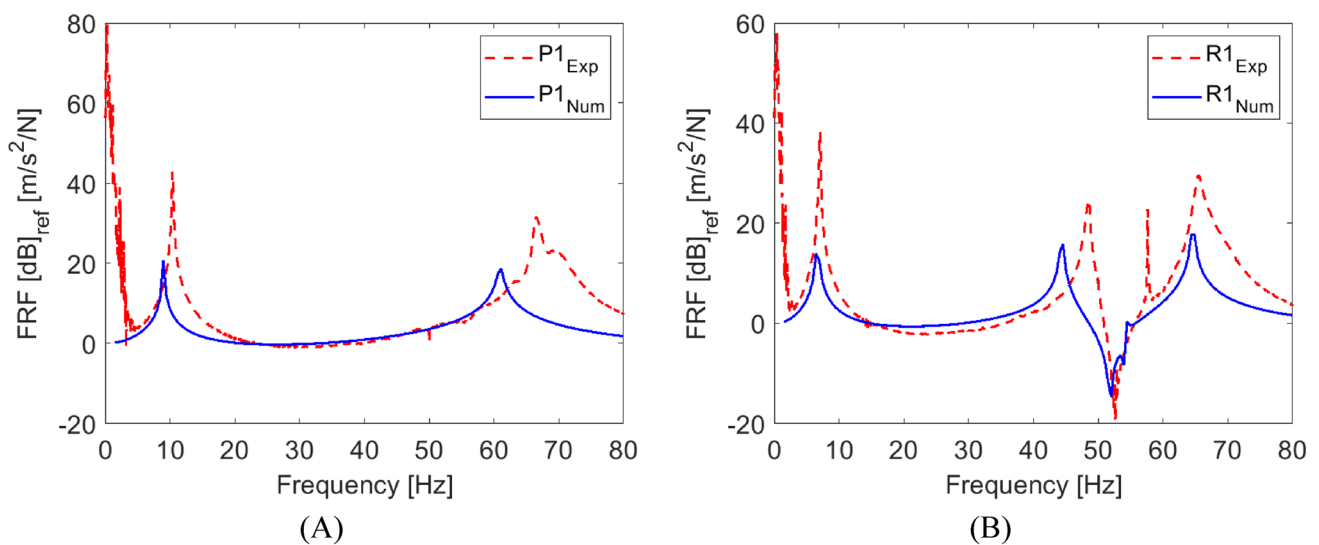 80
60
40
20
0
-20
FRF [dB]ref [m/s2/N]
P1Exp
P1Num
0 10 20 30 40 50 60 70 80
Frequency [Hz]
(A)
60
40
20
0
-20
FRF [dB]ref [m/s2/N]
R1Exp
R1Num
0 10 20 30 40 50 60 70 80
Frequency [Hz]
(B)